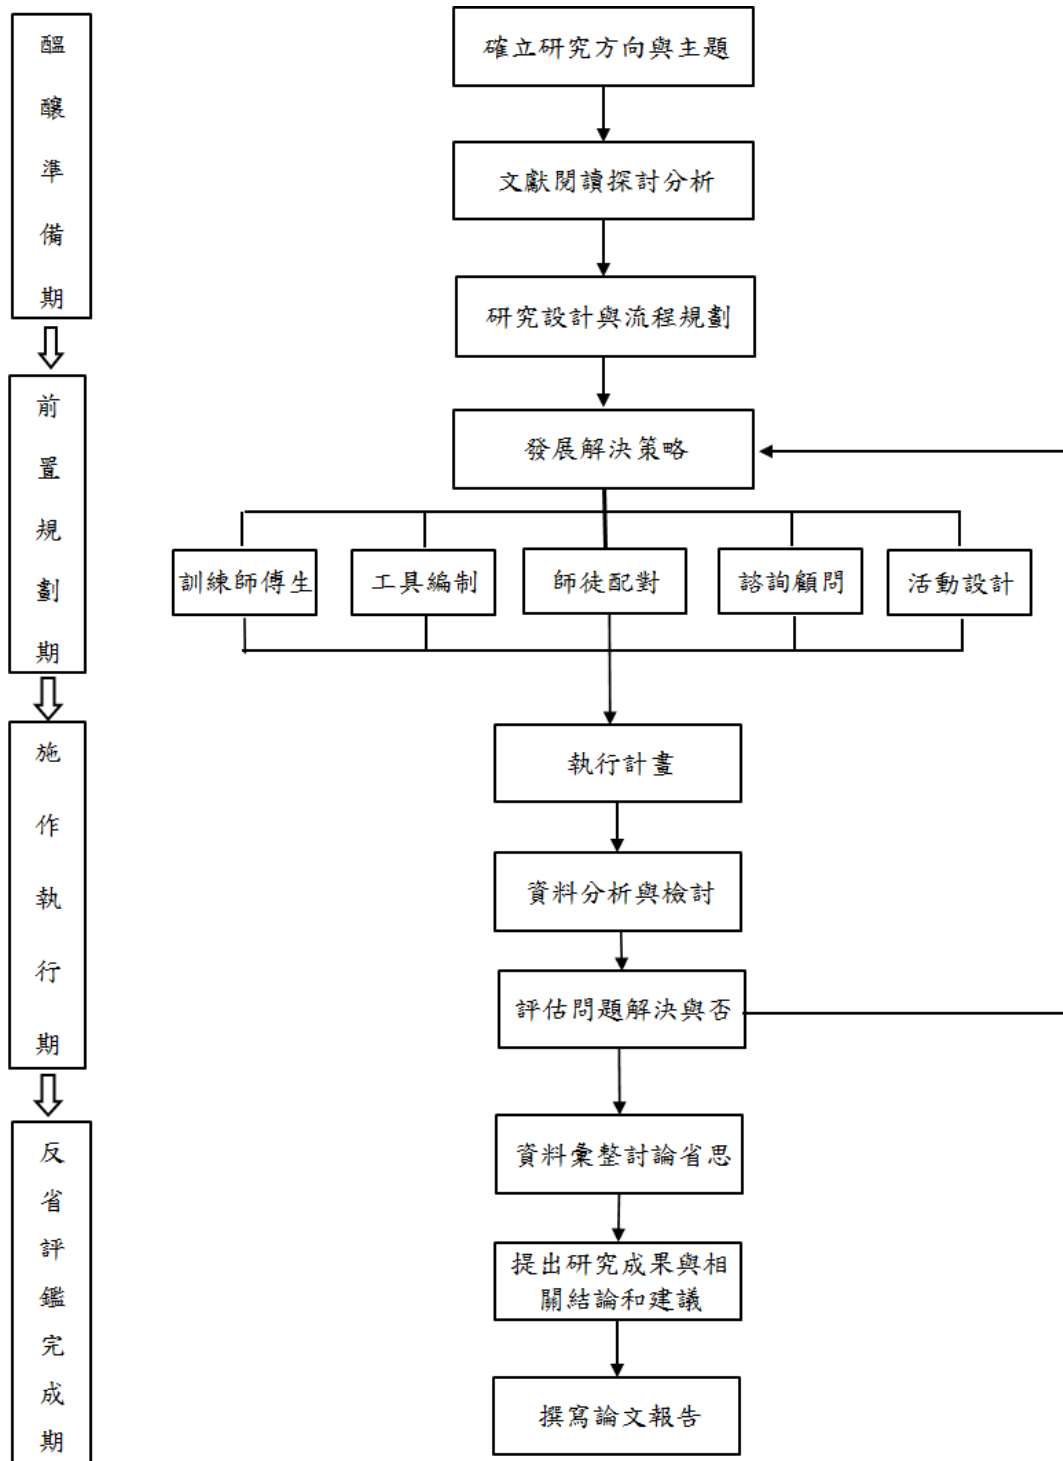 醞釀準備期
前置規劃期
施作執行期
反省評鑑完成期
確立研究方向與主題
文獻閱讀探討分析
研究設計與流程規劃
發展解決策略
訓練師傅生
工具編制
師徒配對
諮詢顧問
活動設計
執行計畫
資料分析與檢討
評估問題解決與否
資料彙整討論省思
提出研究成果與相
關結論和建議
撰寫論文報告